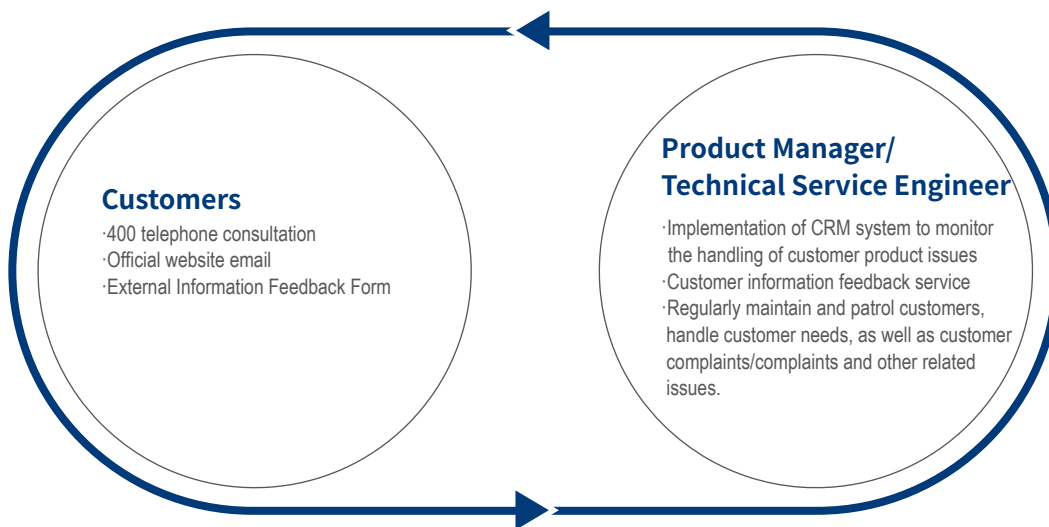 Customers
·400 telephone consultation
·Official website email
·External Information Feedback Form
Product Manager/
Technical Service Engineer
·Implementation of CRM system to monitor
the handling of customer product issues
·Customer information feedback service
·Regularly maintain and patrol customers,
handle customer needs, as well as customer
complaints/complaints and other related
issues.